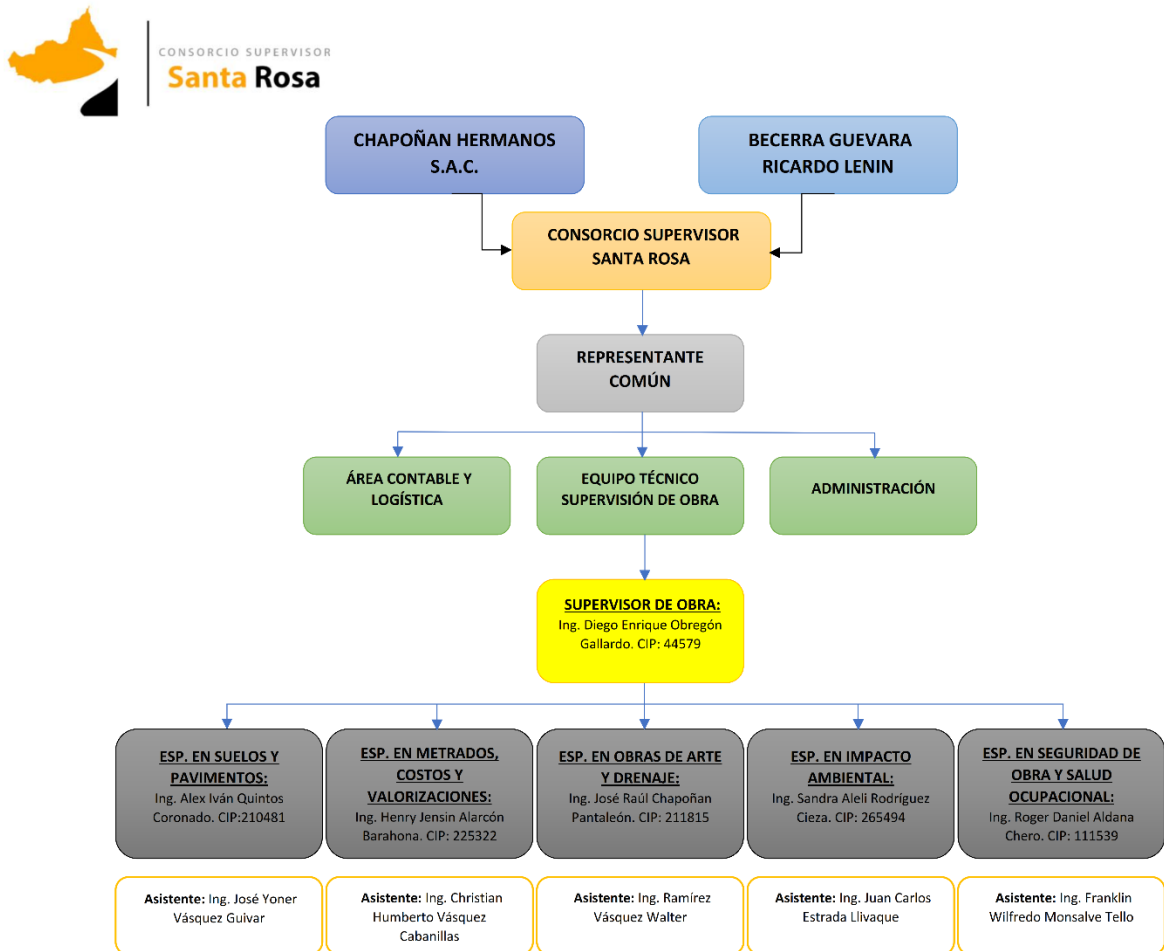 CONSORCIO SUPERVISOR
Santa Rosa
CHAPOÑAN HERMANOS
S.A.C.
BECERRA GUEVARA
RICARDO LENIN
CONSORCIO SUPERVISOR
SANTA ROSA
REPRESENTANTE
COMÚN
ÁREA CONTABLE Y
LOGÍSTICA
EQUIPO TÉCNICO
SUPERVISIÓN DE OBRA
ADMINISTRACIÓN
SUPERVISOR DE OBRA:
Ing. Diego Enrique Obregón
Gallardo. CIP: 44579
ESP. EN SUELOS Y
PAVIMENTOS:
Ing. Alex Iván Quintos
Coronado. CIP:210481
ESP. EN METRADOS,
COSTOS Y
VALORIZACIONES:
Ing. Henry Jensin Alarcón
Barahona. CIP: 225322
ESP. EN OBRAS DE ARTE
Y DRENAJE:
Ing. José Raúl Chapoñan
Pantaleón. CIP: 211815
ESP. EN IMPACTO
AMBIENTAL:
Ing. Sandra Aleli Rodríguez
Cieza. CIP: 265494
ESP. EN SEGURIDAD DE
OBRA Y SALUD
OCUPACIONAL:
Ing. Roger Daniel Aldana
Chero. CIP: 111539
Asistente: Ing. José Yoner
Vásquez Guivar
Asistente: Ing. Christian
Humberto Vásquez
Cabanillas
Asistente: Ing. Ramírez
Vásquez Walter
Asistente: Ing. Juan Carlos
Estrada Llivaque
Asistente: Ing. Franklin
Wilfredo Monsalve Tello